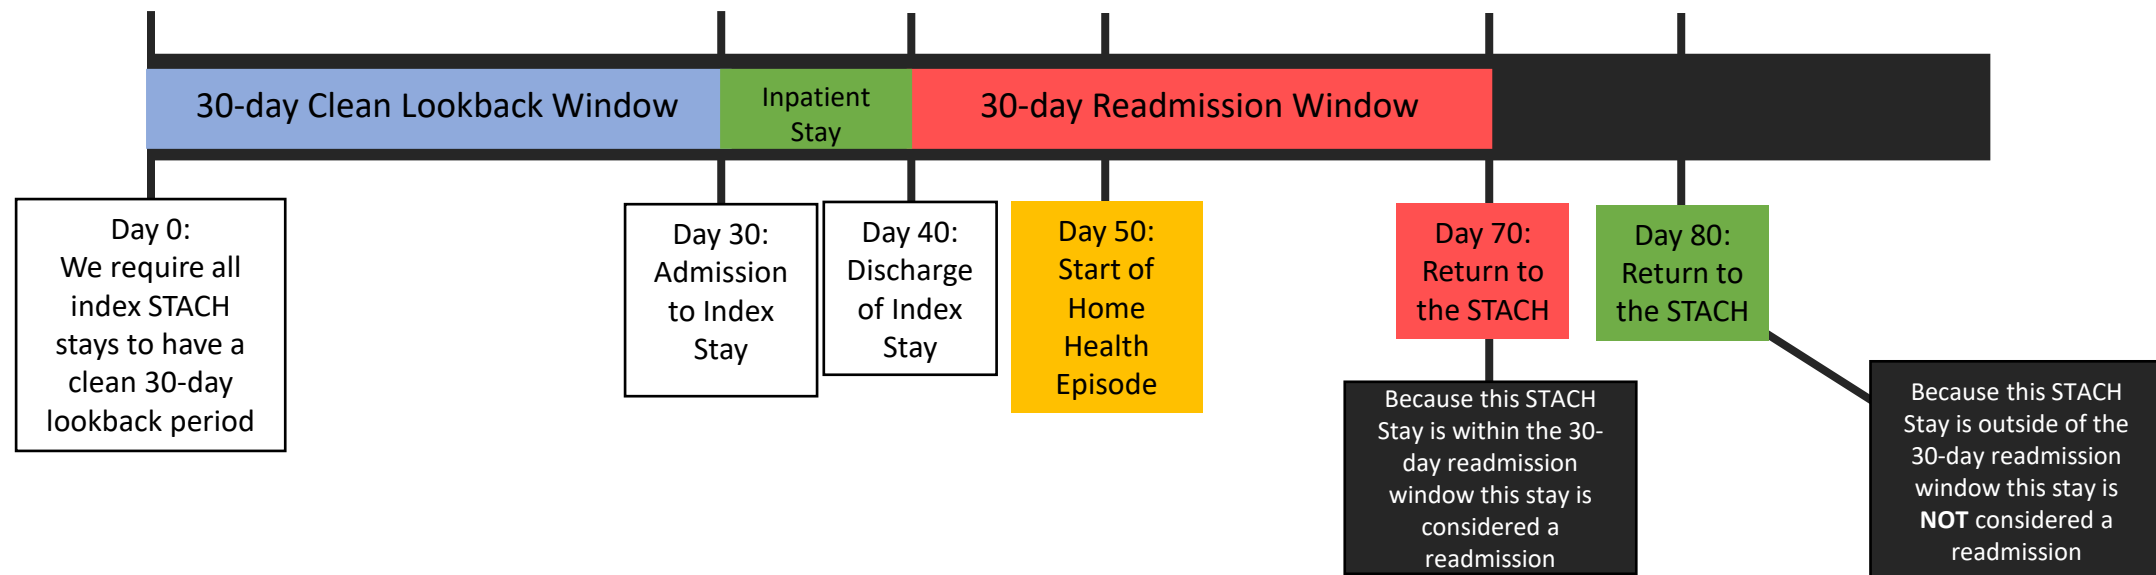 30-day Clean Lookback Window
Inpatient
Stay
30-day Readmission Window
Day 0:
We require all
index STACH
stays to have a
clean 30-day
lookback period
Day 30:
Admission
to Index
Stay
Day 40:
Discharge
of Index
Stay
Day 50:
Start of
Home
Health
Episode
Day 70:
Return to
the STACH
Day 80:
Return to
the STACH
Because this STACH
Stay is within the 30-
day readmission
window this stay is
considered a
readmission
Because this STACH
Stay is outside of the
30-day readmission
window this stay is
NOT considered a
readmission